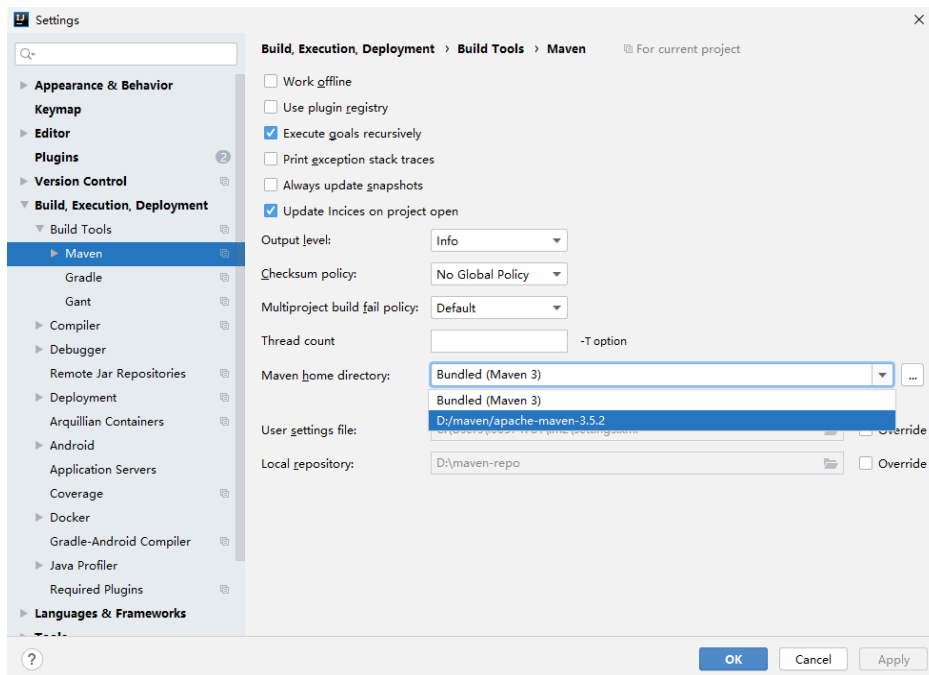 Settings
Build, Execution, Deployment › Build Tools › Maven For current project
Appearance & Behavior
Keymap
Editor
Plugins 2
Version Control
Build, Execution, Deployment
Build Tools
Maven
Gradle
Gant
Compiler
Debugger
Remote Jar Repositories
Deployment
Arquillian Containers
Android
Application Servers
Coverage
Docker
Gradle-Android Compiler
Java Profiler
Required Plugins
Languages & Frameworks
Tools
Work offline
Use plugin registry
Execute goals recursively
Print exception stack traces
Always update snapshots
Update Incices on project open
Output level: Info
Checksum policy: No Global Policy
Multiproject build fail policy: Default
Thread count -T option
Maven home directory: Bundled (Maven 3) ...
Bundled (Maven 3)
D:/maven/apache-maven-3.5.2
User settings file: Override
Local repository: D:\maven-repo Override
? OK Cancel Apply